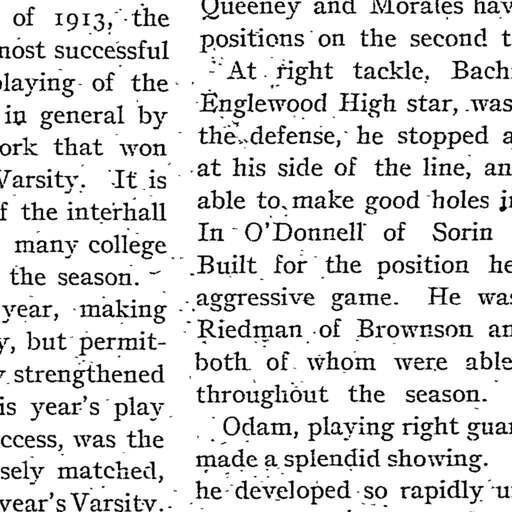 of 1913, the
most successful
playing of the
in general by
ork that won
Varsity. It is
f the interhall
many college
the season.
year, making
y, but permit-
y strengthened
is year's play
ccess, was the
sely matched,
year's Varsity.
Queeney and Morales hav
positions on the second t
At right tackle, Bach
Englewood High star, was
the defense, he stopped a
at his side of the line, an
able to make good holes i
In O'Donnell of Sorin
Built for the position he
aggressive game. He was
Riedman of Brownson an
both of whom were able
throughout the season.
Odam, playing right guar
made a splendid showing.
he developed so rapidly u